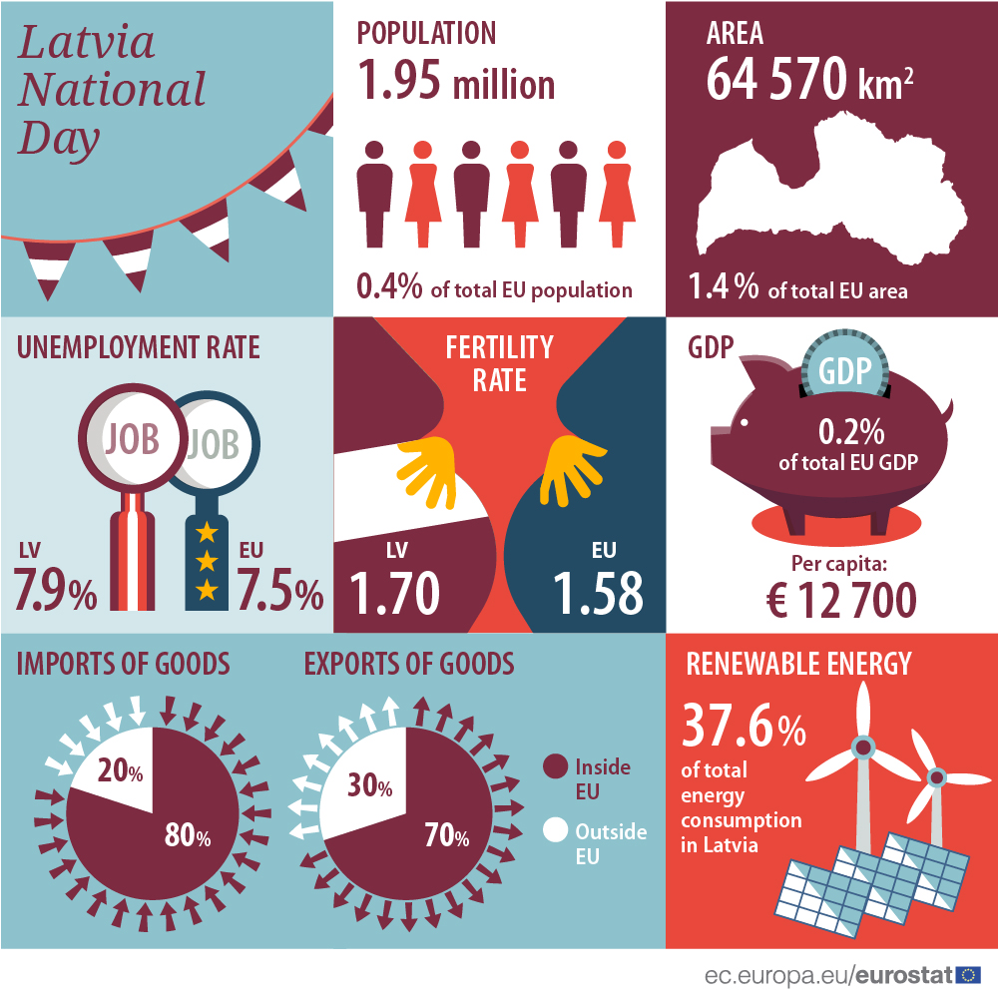 Latvia
National
Day
POPULATION
1.95 million
0.4% of total EU population
AREA
64 570 km²
1.4 % of total EU area
UNEMPLOYMENT RATE
JOB
JOB
LV
7.9%
EU
7.5%
FERTILITY
RATE
LV
1.70
EU
1.58
GDP
GDP
0.2%
of total EU GDP
Per capita:
€ 12 700
IMPORTS OF GOODS
20%
80%
EXPORTS OF GOODS
30%
70%
Inside
EU
Outside
EU
RENEWABLE ENERGY
37.6%
of total
energy
consumption
in Latvia
ec.europa.eu/eurostat